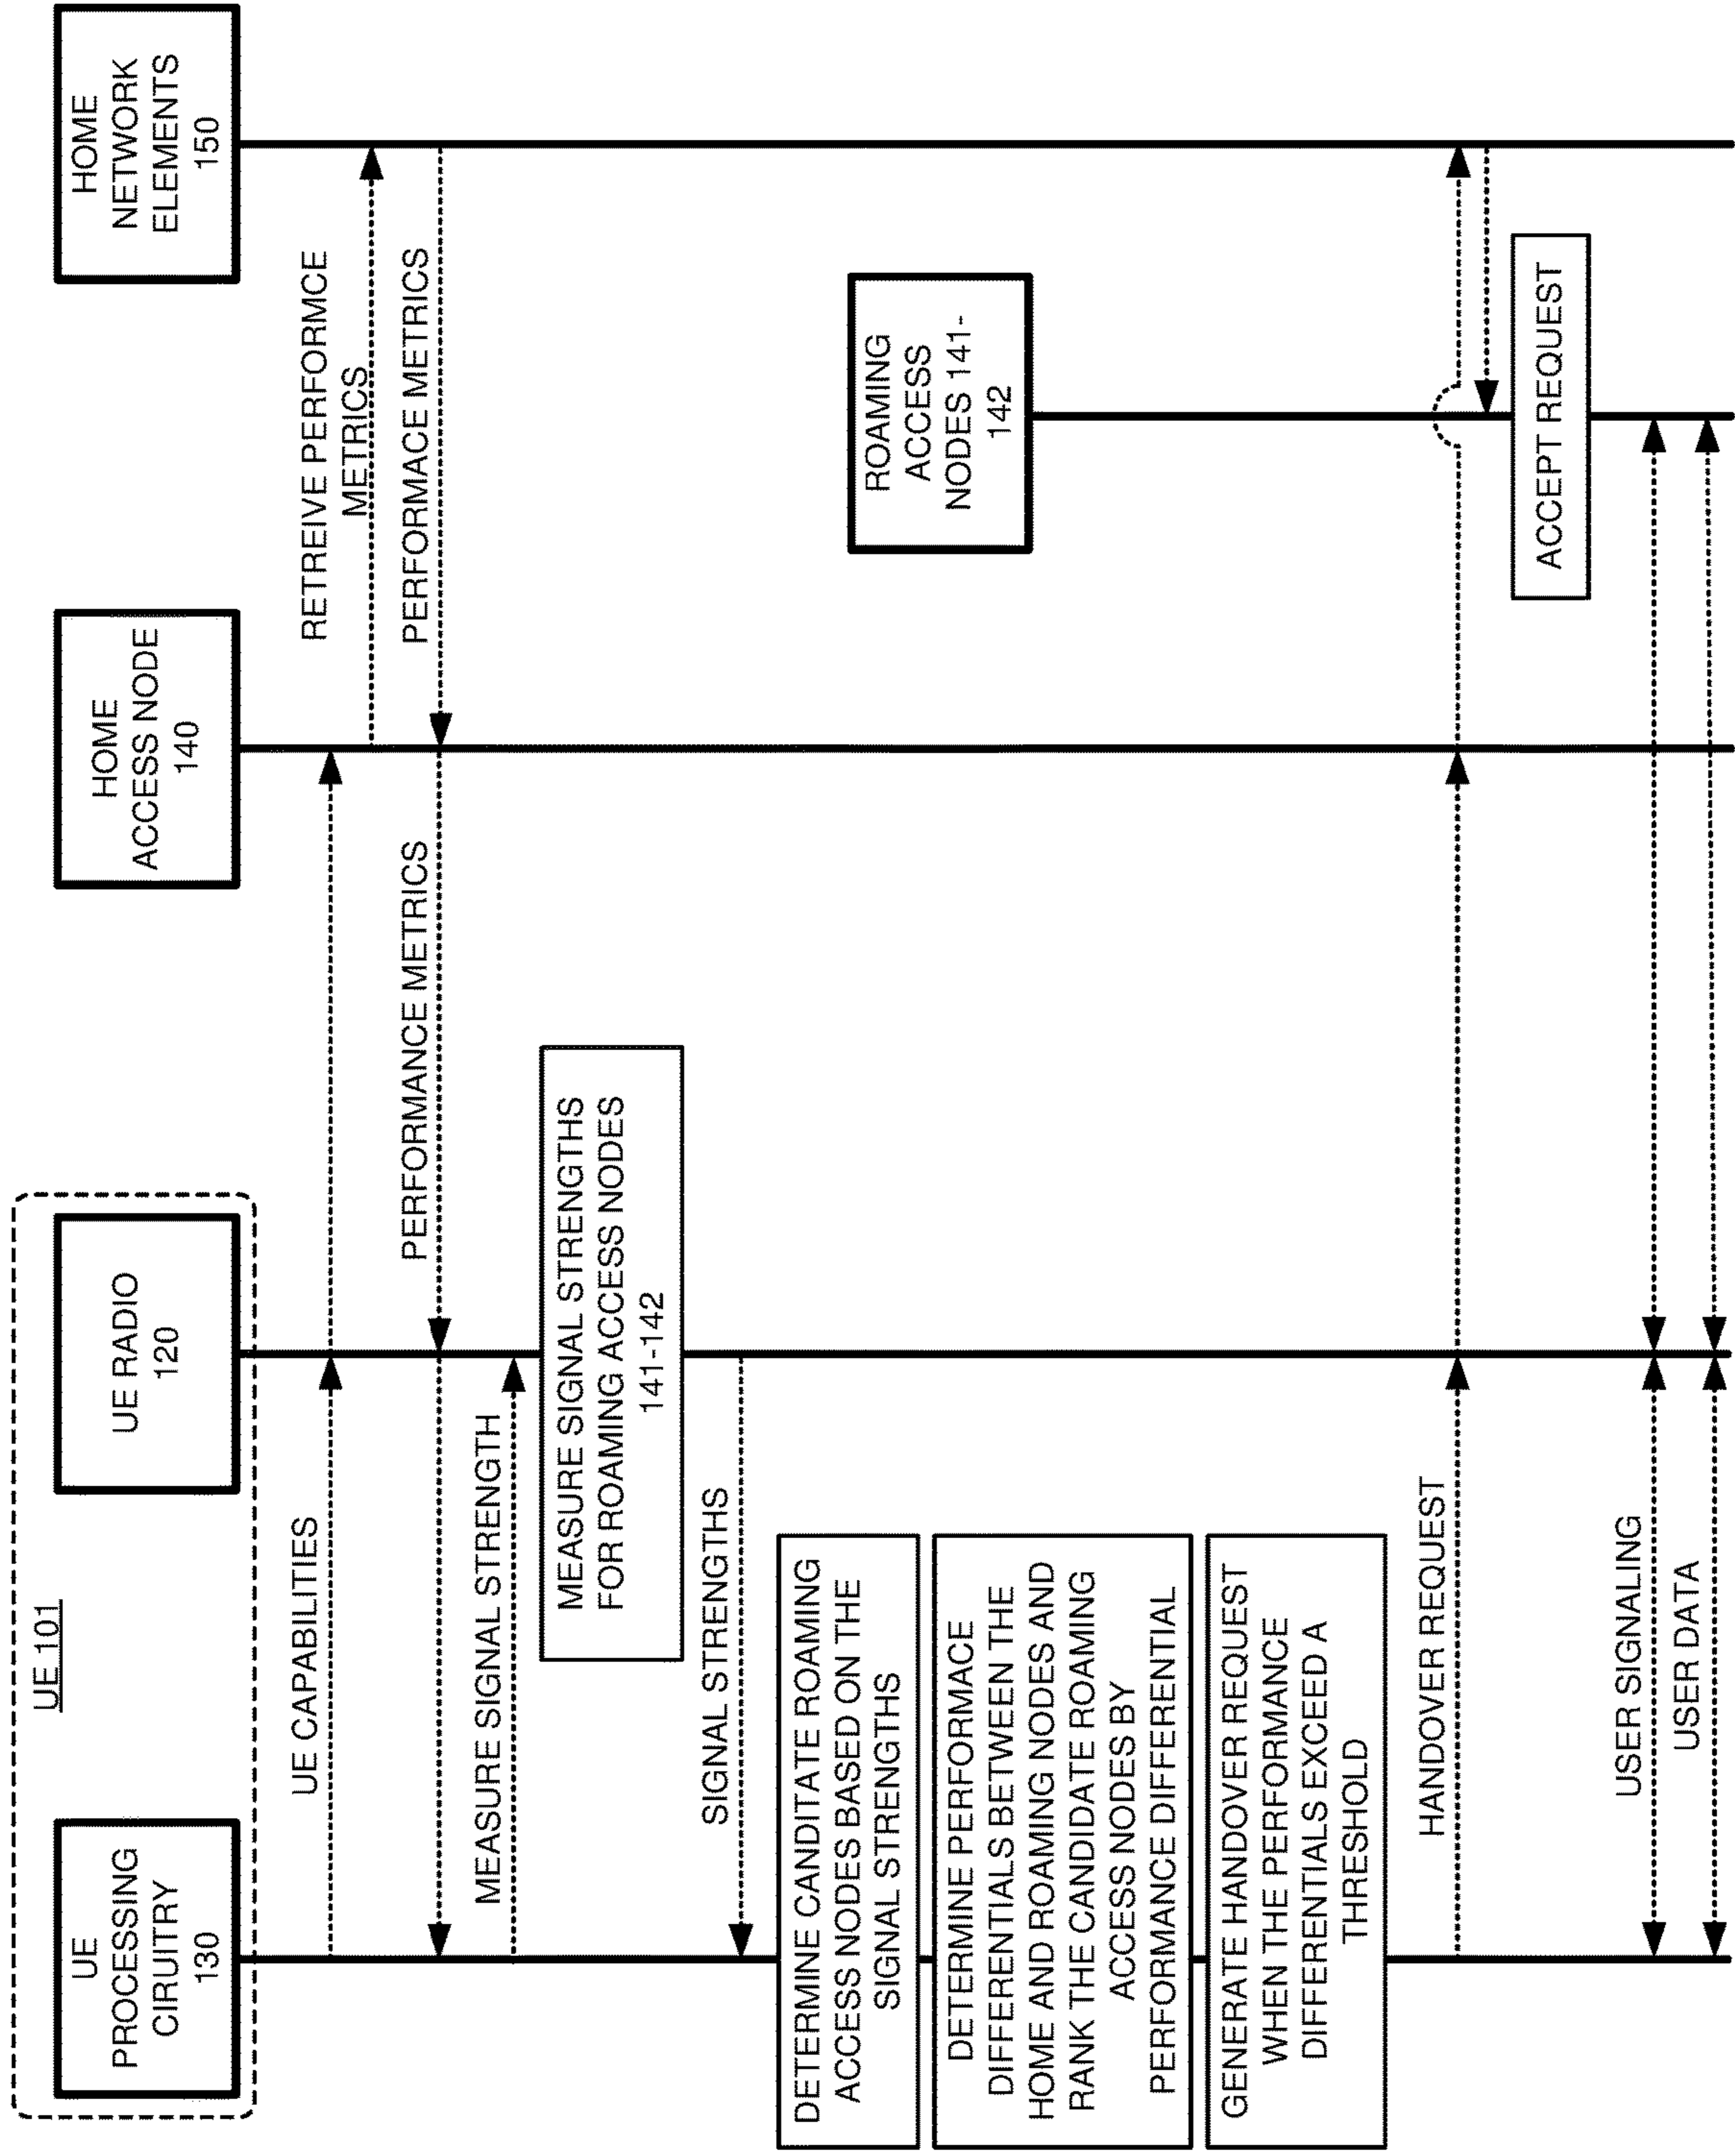 UE 101
UE
PROCESSING
CIRUITRY
130
UE RADIO
120
HOME
ACCESS NODE
140
HOME
NETWORK
ELEMENTS
150
UE CAPABILITIES
RETREIVE PERFORMCE
METRICS
PERFORMANCE METRICS
PERFORMACE METRICS
MEASURE SIGNAL STRENGTH
MEASURE SIGNAL STRENGTHS
FOR ROAMING ACCESS NODES
141-142
SIGNAL STRENGTHS
DETERMINE CANDITATE ROAMING
ACCESS NODES BASED ON THE
SIGNAL STRENGTHS
ROAMING
ACCESS
NODES 141-
142
DETERMINE PERFORMACE
DIFFERENTIALS BETWEEN THE
HOME AND ROAMING NODES AND
RANK THE CANDIDATE ROAMING
ACCESS NODES BY
PERFORMANCE DIFFERENTIAL
GENERATE HANDOVER REQUEST
WHEN THE PERFORMANCE
DIFFERENTIALS EXCEED A
THRESHOLD
HANDOVER REQUEST
ACCEPT REQUEST
USER SIGNALING
USER DATA